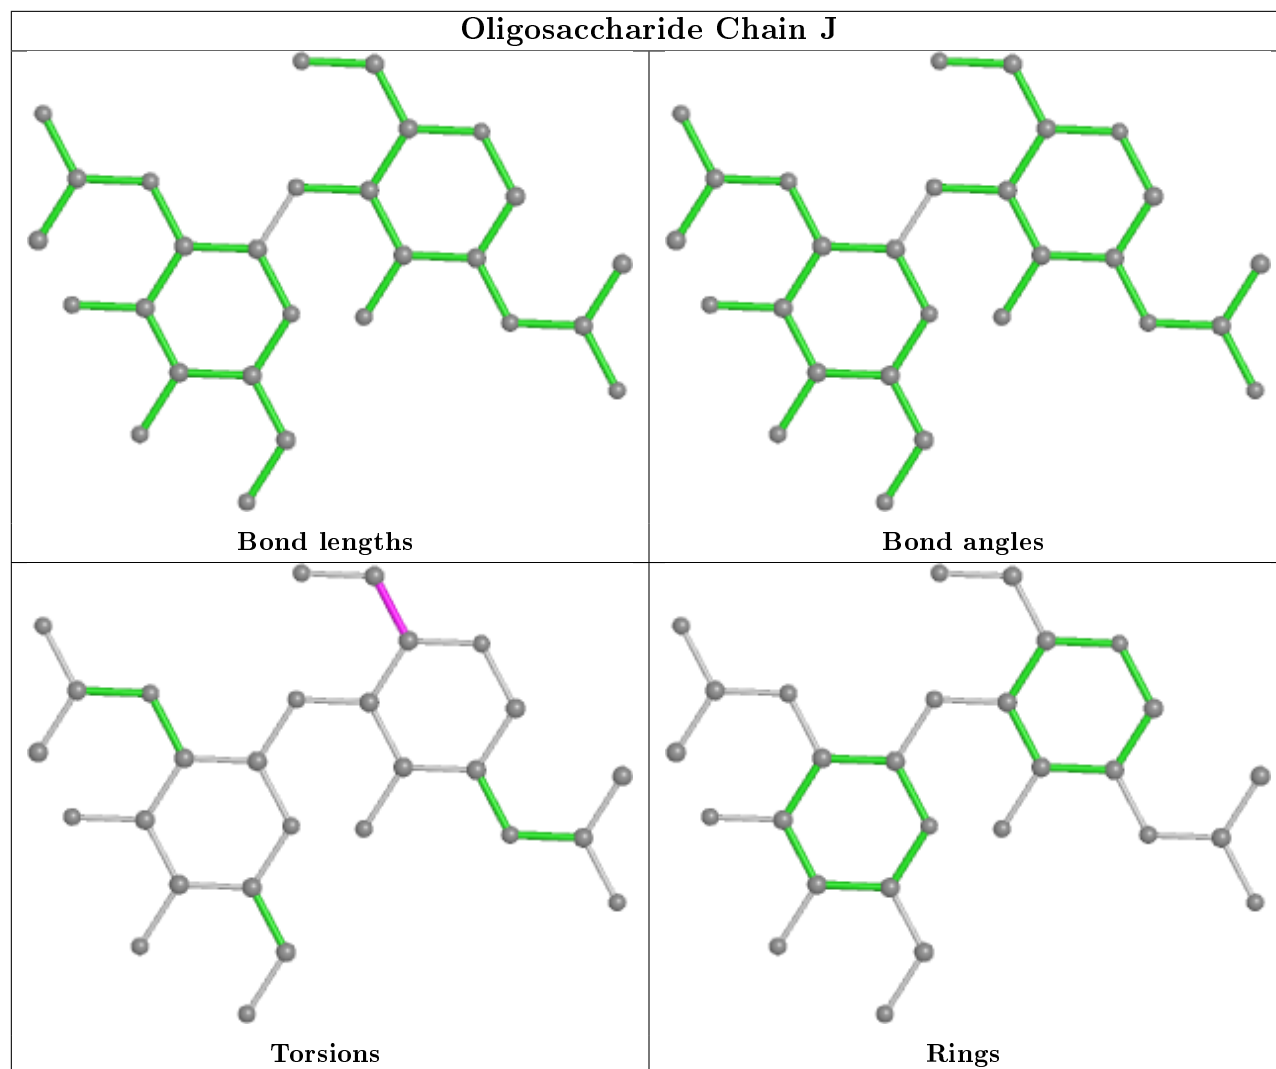 Oligosaccharide Chain J
Bond lengths
Bond angles
Torsions
Rings